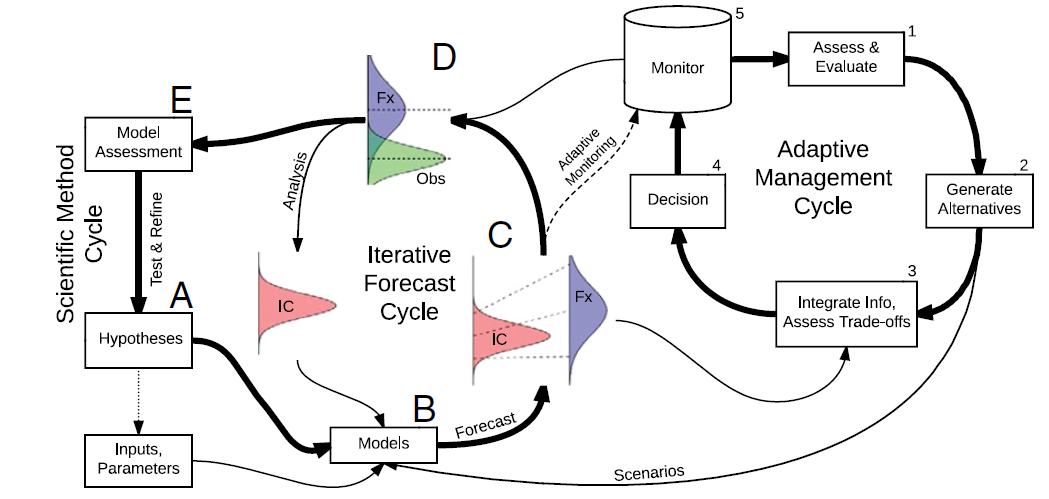 D
Fx
Obs
E
Model
Assessment
Scientific Method
Cycle
Test & Refine
Analysis
A
Hypotheses
IC
Iterative
Forecast
Cycle
C
IC
Fx
B
Models
Forecast
Inputs,
Parameters
Adaptive
Monitoring
5
Monitor
1
Assess &
Evaluate
Adaptive
Management
Cycle
4
Decision
2
Generate
Alternatives
3
Integrate Info,
Assess Trade-offs
Scenarios